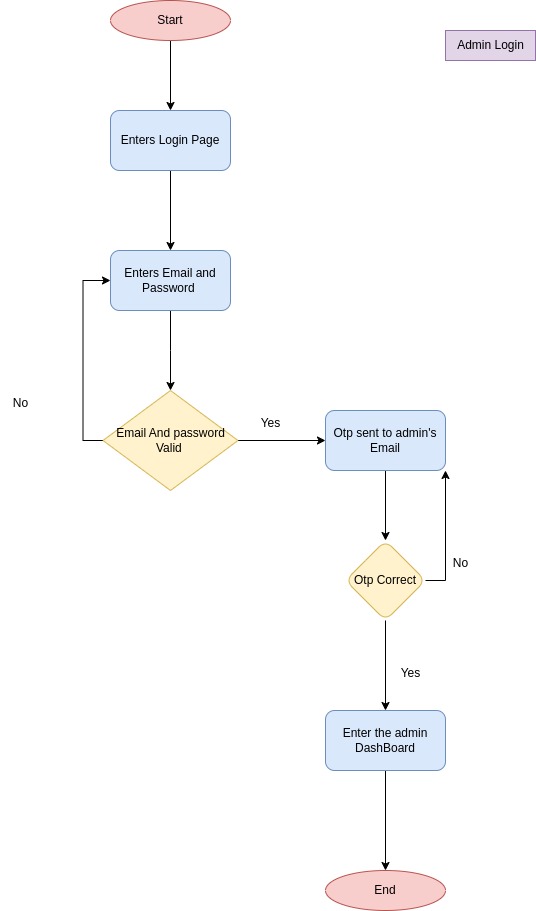 Start
Admin Login
Enters Login Page
Enters Email and
Password
No
Email And password
Valid
Yes
Otp sent to admin's
Email
Otp Correct
No
Yes
Enter the admin
DashBoard
End